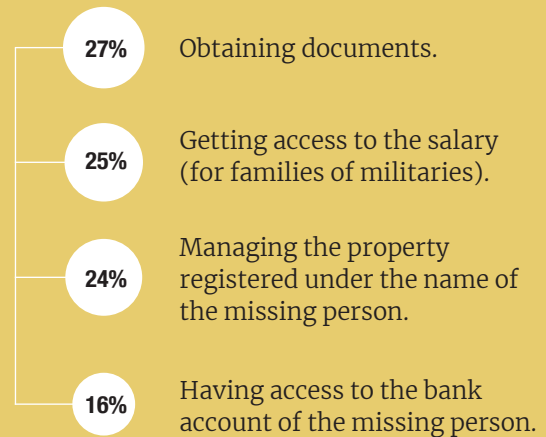 27% Obtaining documents.
25% Getting access to the salary
(for families of militaries).
24% Managing the property
registered under the name of
the missing person.
16% Having access to the bank
account of the missing person.